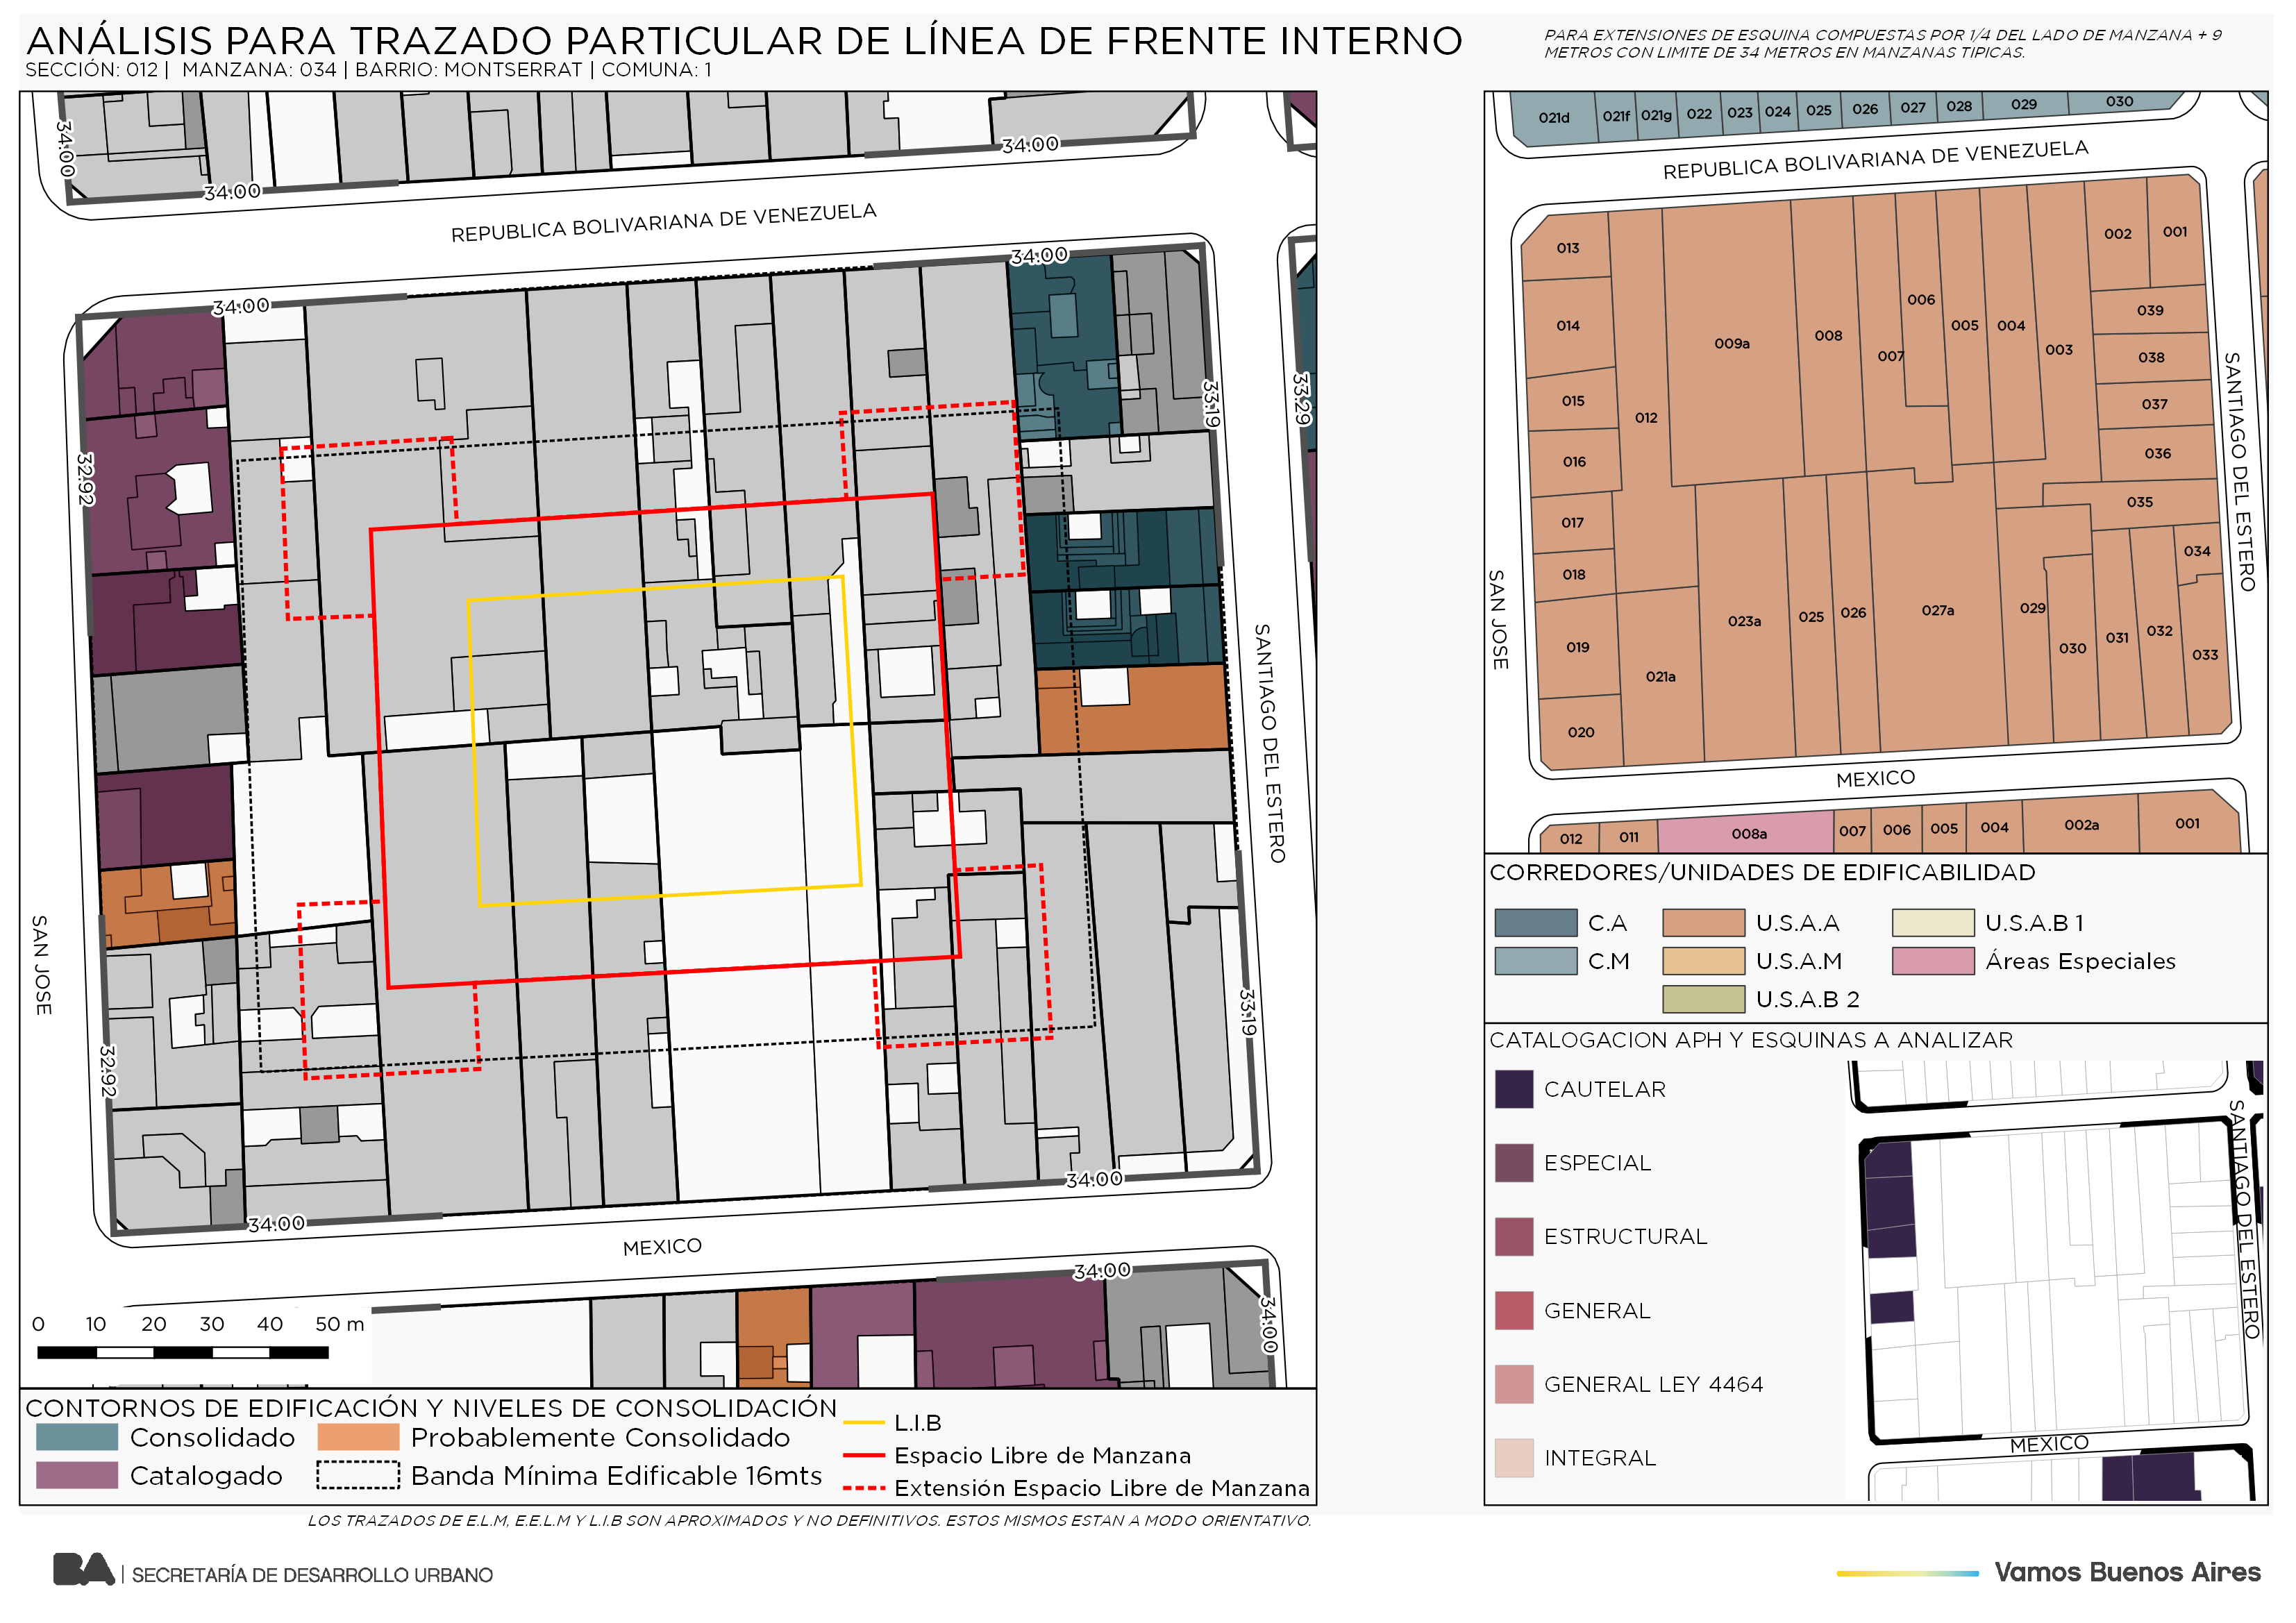 ANÁLISIS PARA TRAZADO PARTICULAR DE LÍNEA DE FRENTE INTERNO
SECCIÓN: 012 | MANZANA: 034 | BARRIO: MONTSERRAT | COMUNA: 1
PARA EXTENSIONES DE ESQUINA COMPUESTAS POR 1/4 DEL LADO DE MANZANA + 9
METROS CON LIMITE DE 34 METROS EN MANZANAS TIPICAS.
34.00
34.00
34.00
REPUBLICA BOLIVARIANA DE VENEZUELA
34.00
34.00
33.19
33.29
32.92
SANTIAGO DEL ESTERO
SAN JOSE
32.92
33.19
34.00
34.00
MEXICO
34.00
34.00
0 10 20 30 40 50 m
CONTORNOS DE EDIFICACIÓN Y NIVELES DE CONSOLIDACIÓN
Consolidado
Probablemente Consolidado
Catalogado
Banda Mínima Edificable 16mts
L.I.B
Espacio Libre de Manzana
Extensión Espacio Libre de Manzana
021d 021f 021g 022 023 024 025 026 027 028 029 030
REPUBLICA BOLIVARIANA DE VENEZUELA
013 002 001
014 009a 008 007 006 005 004 003 039
038
015 012 037
016 036
017 035
018 034
019 021a 023a 025 026 027a 029 030 031 032 033
020
SAN JOSE
SANTIAGO DEL ESTERO
MEXICO
012 011 008a 007 006 005 004 002a 001
CORREDORES/UNIDADES DE EDIFICABILIDAD
C.A U.S.A.A U.S.A.B 1
C.M U.S.A.M Áreas Especiales
U.S.A.B 2
CATALOGACION APH Y ESQUINAS A ANALIZAR
CAUTELAR
ESPECIAL
ESTRUCTURAL
GENERAL
GENERAL LEY 4464
INTEGRAL
SANTIAGO DEL ESTERO
MEXICO
LOS TRAZADOS DE E.L.M, E.E.L.M Y L.I.B SON APROXIMADOS Y NO DEFINITIVOS. ESTOS MISMOS ESTAN A MODO ORIENTATIVO.
BA | SECRETARÍA DE DESARROLLO URBANO
Vamos Buenos Aires